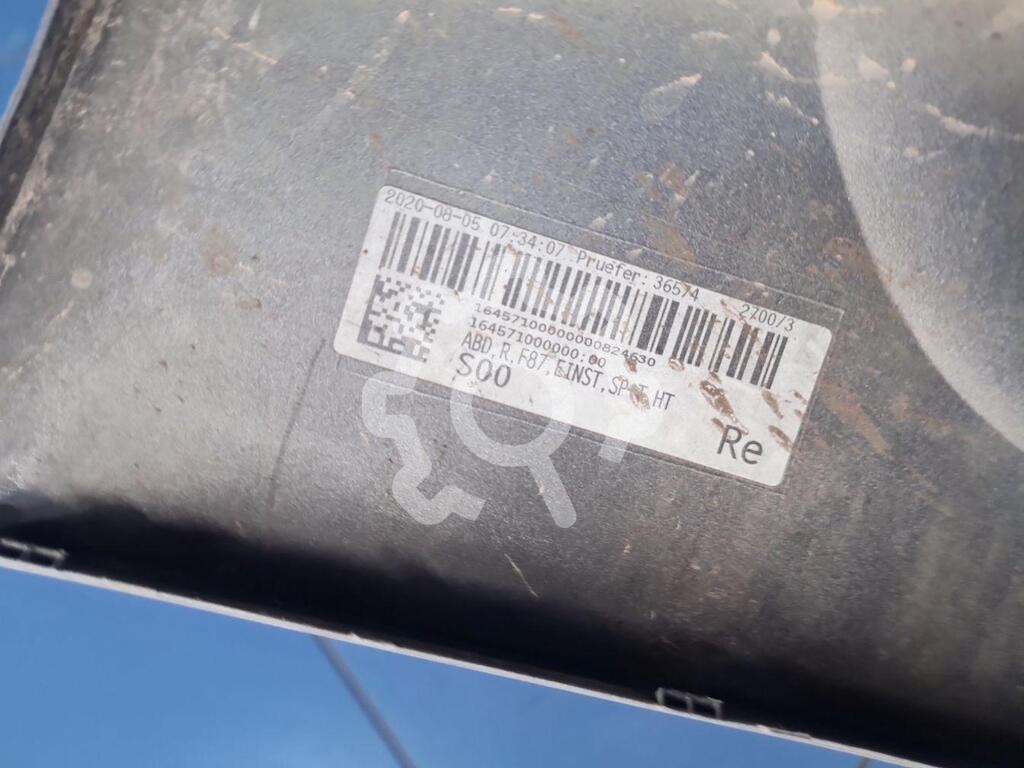 2020-08-05 07:34:07 Pruefer: 36574 2700/3
16457100000000824630
164571000000:00
ABD,R,F87,EINST,SP-T,HT
S00
Re